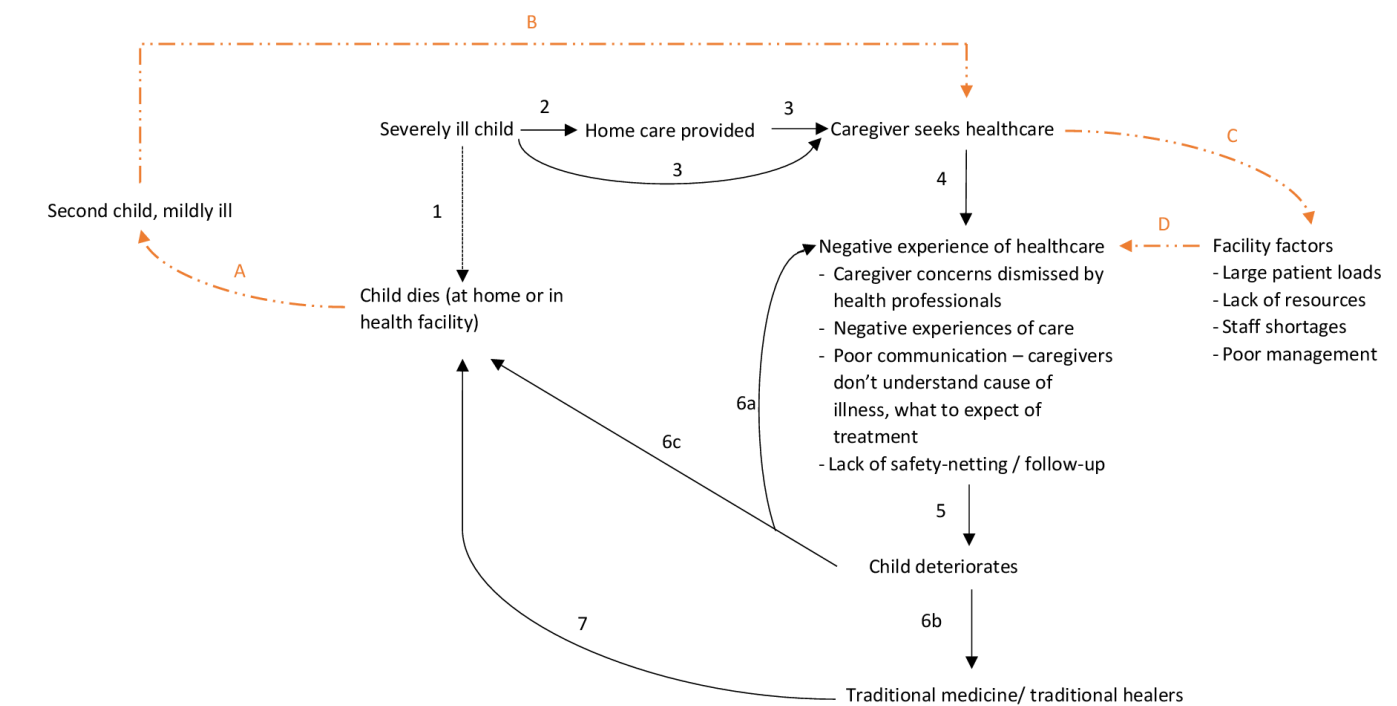 B
2
3
Severely ill child
Home care provided
Caregiver seeks healthcare
C
3
4
Second child, mildly ill
1
D
Negative experience of healthcare
- Caregiver concerns dismissed by
health professionals
- Negative experiences of care
- Poor communication – caregivers
don’t understand cause of
illness, what to expect of
treatment
- Lack of safety-netting / follow-up
Facility factors
- Large patient loads
- Lack of resources
- Staff shortages
- Poor management
A
Child dies (at home or in
health facility)
6a
6c
5
Child deteriorates
6b
7
Traditional medicine/ traditional healers